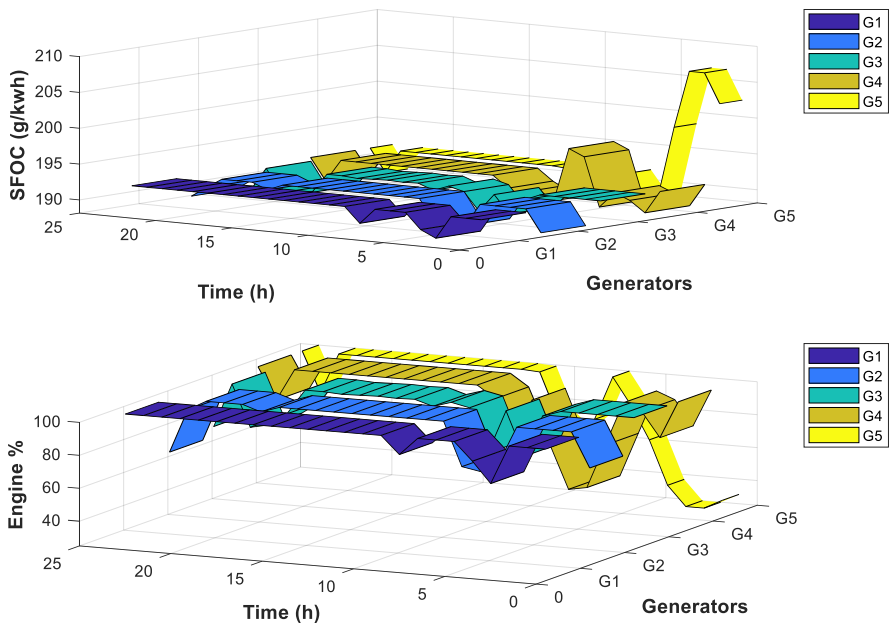 210
205
200
195
190
SFOC (g/kwh)
25
20
15
10
5
0
Time (h)
0
G1
G2
G3
G4
G5
Generators
G1
G2
G3
G4
G5
100
80
60
40
Engine %
25
20
15
10
5
0
Time (h)
0
G1
G2
G3
G4
G5
Generators
G1
G2
G3
G4
G5